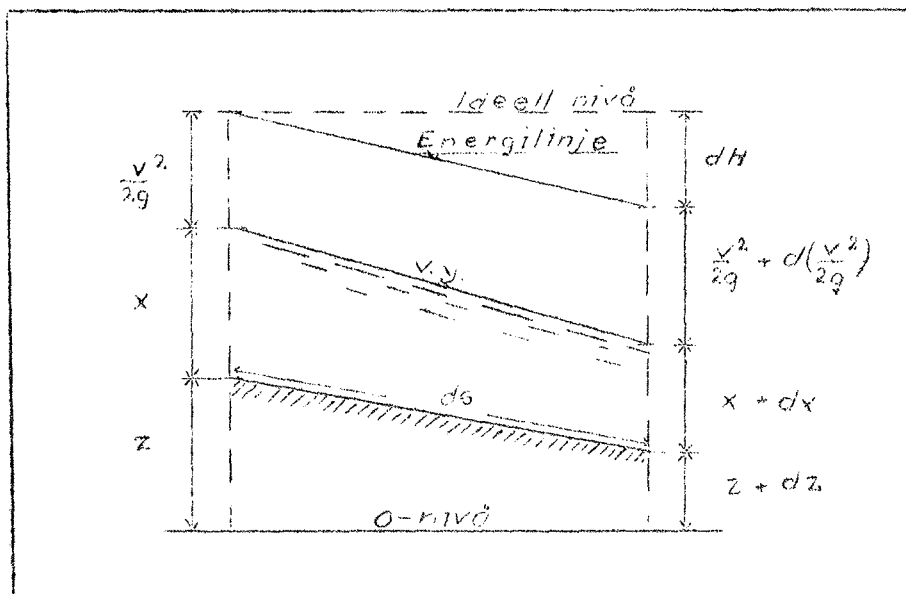 Ideell nivå
Energilinje
v²/2g
dH
v.y.
v²/2g + d(v²/2g)
x
ds
x + dx
z
z + dz
0-nivå